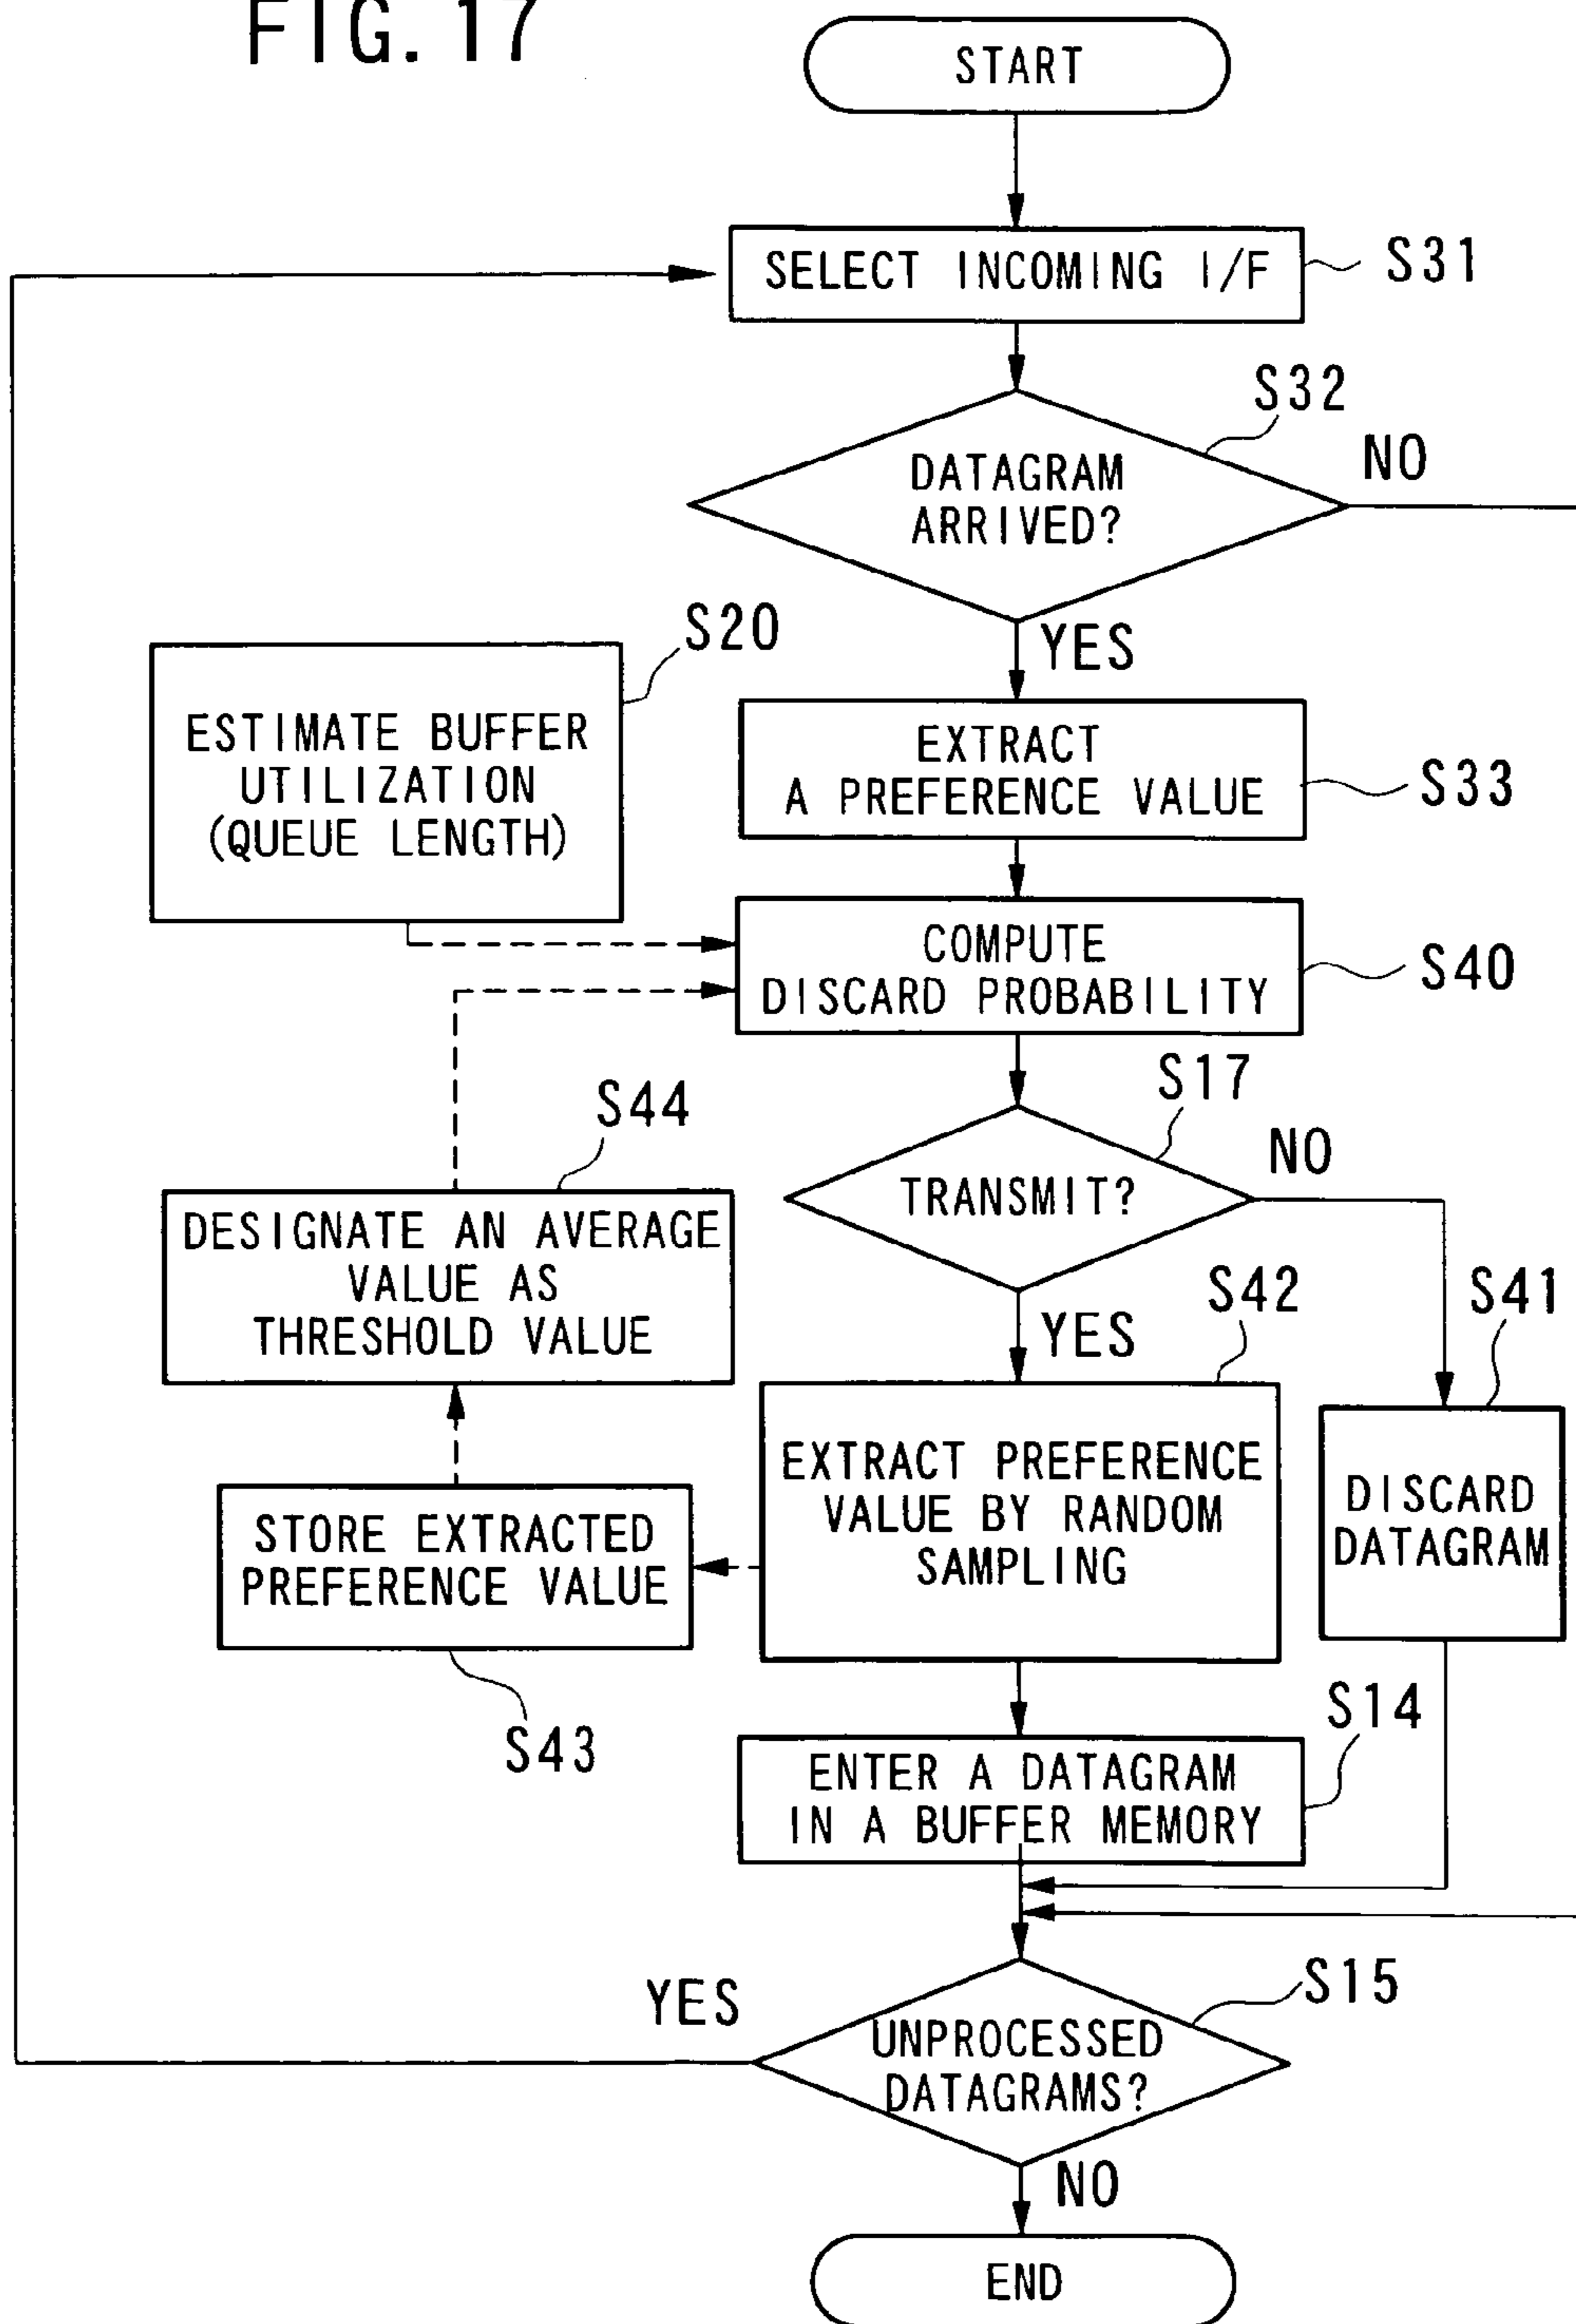 FIG. 17
START
SELECT INCOMING I/F
S31
S32
DATAGRAM
ARRIVED?
NO
YES
S20
ESTIMATE BUFFER
UTILIZATION
(QUEUE LENGTH)
EXTRACT
A PREFERENCE VALUE
S33
COMPUTE
DISCARD PROBABILITY
S40
S17
TRANSMIT?
NO
YES
S44
DESIGNATE AN AVERAGE
VALUE AS
THRESHOLD VALUE
S42
S41
EXTRACT PREFERENCE
VALUE BY RANDOM
SAMPLING
DISCARD
DATAGRAM
STORE EXTRACTED
PREFERENCE VALUE
S43
S14
ENTER A DATAGRAM
IN A BUFFER MEMORY
S15
YES
UNPROCESSED
DATAGRAMS?
NO
END